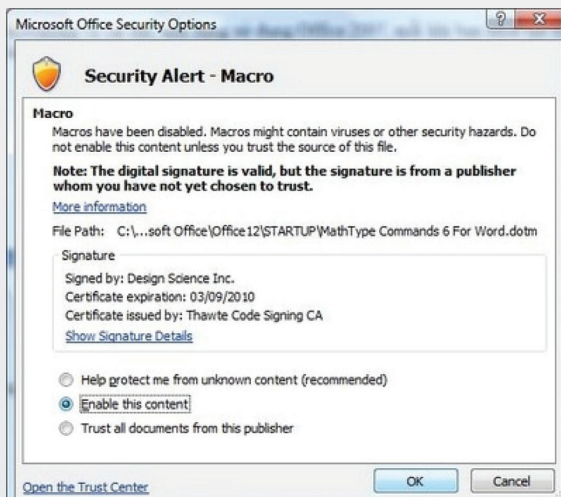 Microsoft Office Security Options
Security Alert - Macro
Macro
Macros have been disabled. Macros might contain viruses or other security hazards. Do
not enable this content unless you trust the source of this file.
Note: The digital signature is valid, but the signature is from a publisher
whom you have not yet chosen to trust.
More information
File Path: C:\...soft Office\Office12\STARTUP\MathType Commands 6 For Word.dotm
Signature
Signed by: Design Science Inc.
Certificate expiration: 03/09/2010
Certificate issued by: Thawte Code Signing CA
Show Signature Details
Help protect me from unknown content (recommended)
Enable this content
Trust all documents from this publisher
Open the Trust Center
OK
Cancel